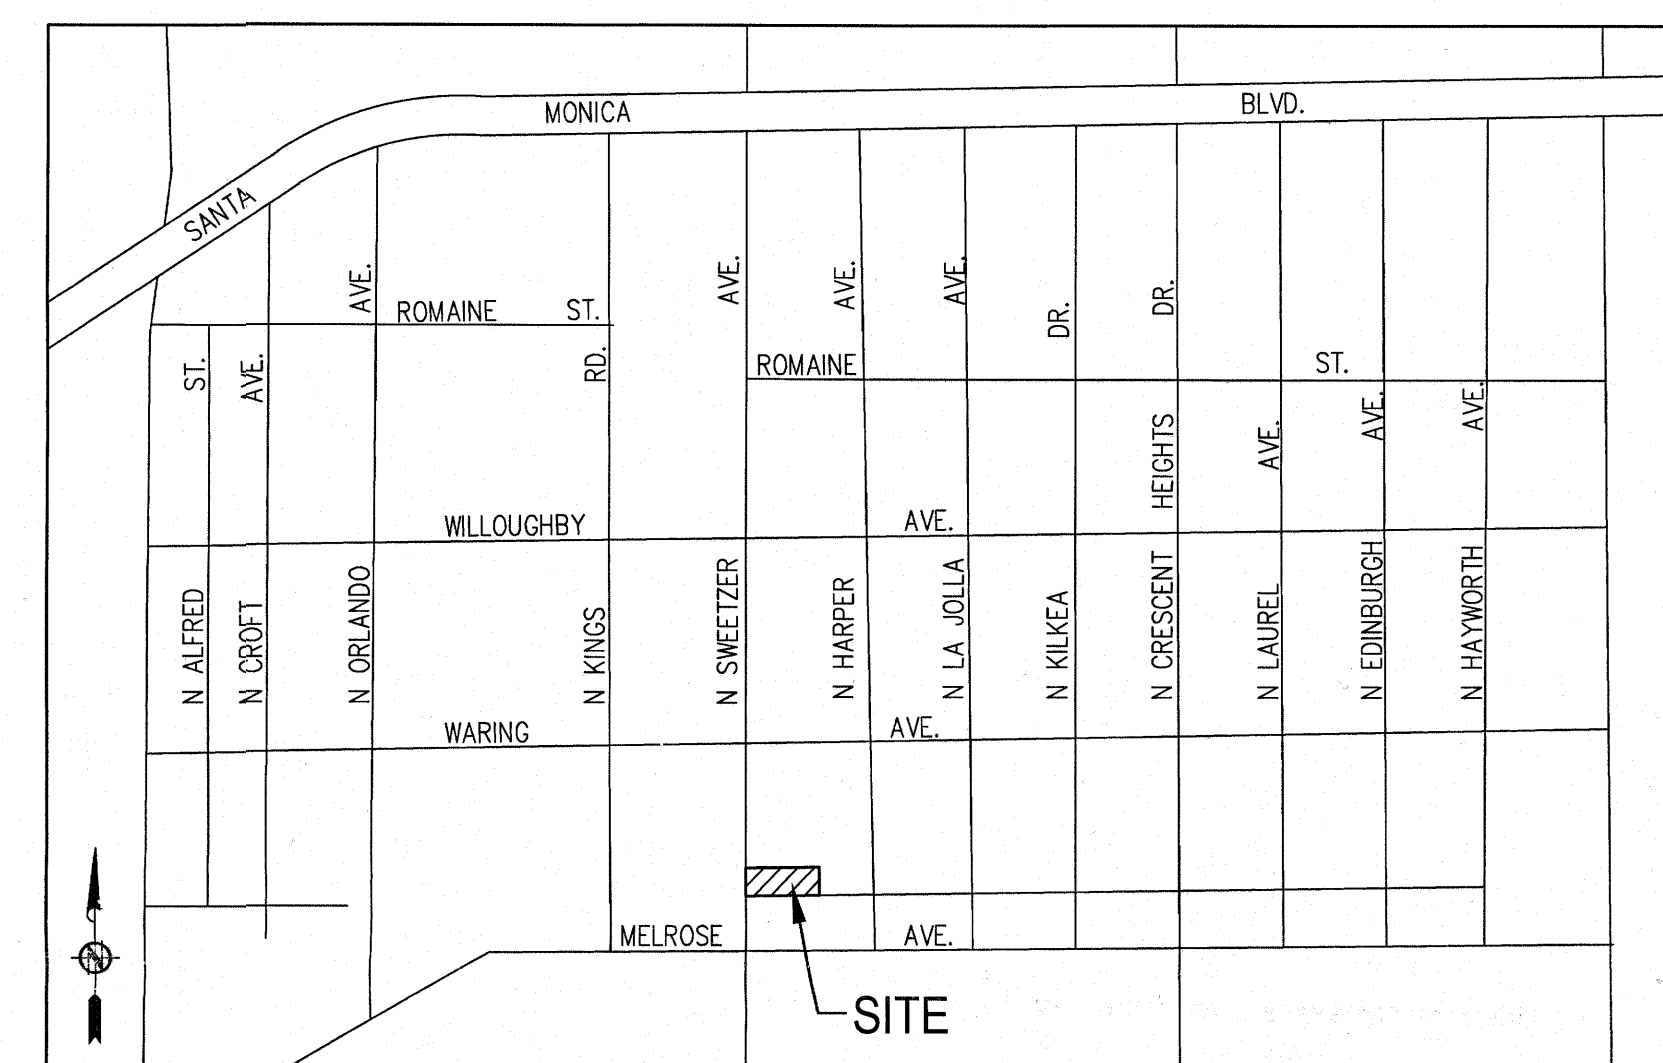 MONICA
BLVD.
SANTA
AVE.
AVE.
AVE.
AVE.
ROMAINE ST.
DR.
DR.
ST.
AVE.
RD.
ROMAINE ST.
AVE.
AVE.
AVE.
HEIGHTS
WILLOUGHBY AVE.
N ALFRED
N CROFT
N ORLANDO
N KINGS
N SWEETZER
N HARPER
N LA JOLLA
N KILKEA
N CRESCENT
N LAUREL
N EDINBURGH
N HAYWORTH
WARING AVE.
MELROSE AVE.
SITE